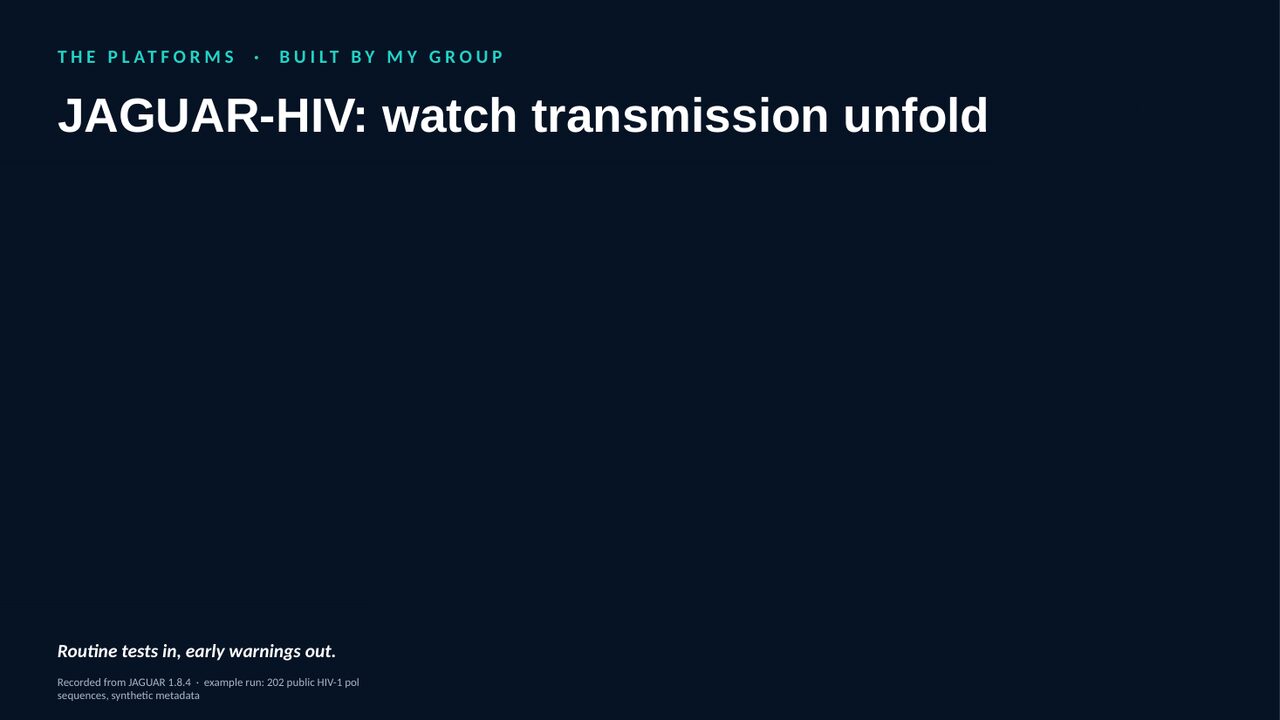 THE PLATFORMS · BUILT BY MY GROUP
JAGUAR-HIV: watch transmission unfold
Routine tests in, early warnings out.
Recorded from JAGUAR 1.8.4 · example run: 202 public HIV-1 pol
sequences, synthetic metadata